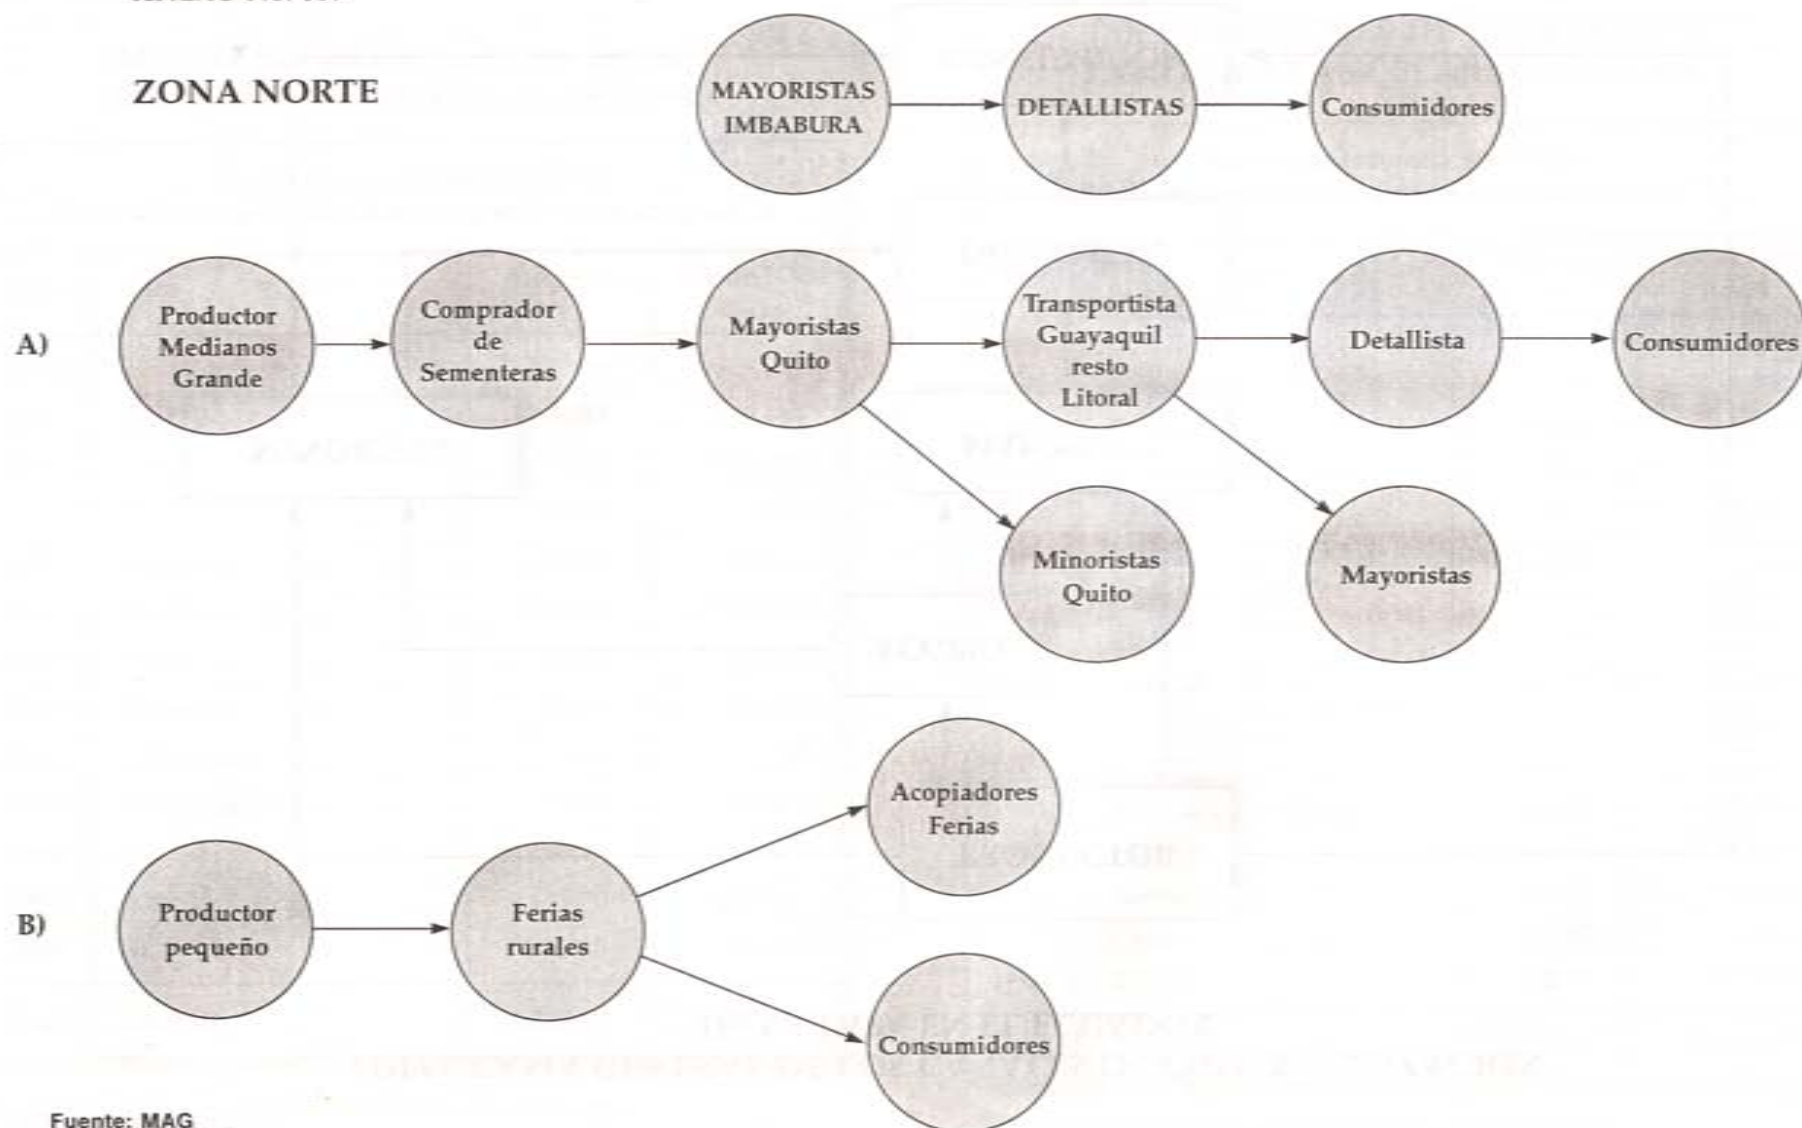 ZONA NORTE
MAYORISTAS
IMBABURA
DETALLISTAS
Consumidores
A)
Productor
Medianos
Grande
Comprador
de
Sementeras
Mayoristas
Quito
Transportista
Guayaquil
resto
Litoral
Detallista
Consumidores
Minoristas
Quito
Mayoristas
B)
Productor
pequeño
Ferias
rurales
Acopiadores
Ferias
Consumidores
Fuente: MAG